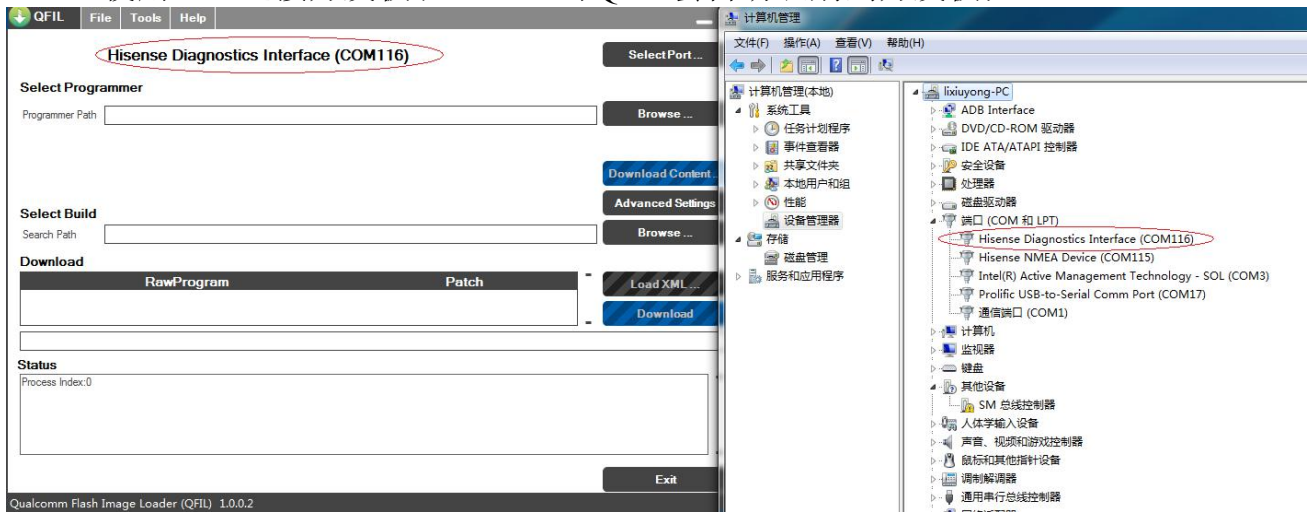 QFIL File Tools Help
Hisense Diagnostics Interface (COM116)
SelectPort ...
Select Programmer
Programmer Path
Browse ...
Download Content ..
Advanced Settings
Select Build
Search Path
Browse ...
Download
RawProgram Patch
Load XML ...
Download
Status
Process Index:0
Exit
Qualcomm Flash Image Loader (QFIL) 1.0.0.2
计算机管理
文件(F) 操作(A) 查看(V) 帮助(H)
计算机管理(本地)
系统工具
任务计划程序
事件查看器
共享文件夹
本地用户和组
性能
设备管理器
存储
磁盘管理
服务和应用程序
lixiuyong-PC
ADB Interface
DVD/CD-ROM 驱动器
IDE ATA/ATAPI 控制器
安全设备
处理器
磁盘驱动器
端口 (COM 和 LPT)
Hisense Diagnostics Interface (COM116)
Hisense NMEA Device (COM115)
Intel(R) Active Management Technology - SOL (COM3)
Prolific USB-to-Serial Comm Port (COM17)
通信端口 (COM1)
计算机
监视器
键盘
其他设备
SM 总线控制器
人体学输入设备
声音、视频和游戏控制器
鼠标和其他指针设备
调制解调器
通用串行总线控制器